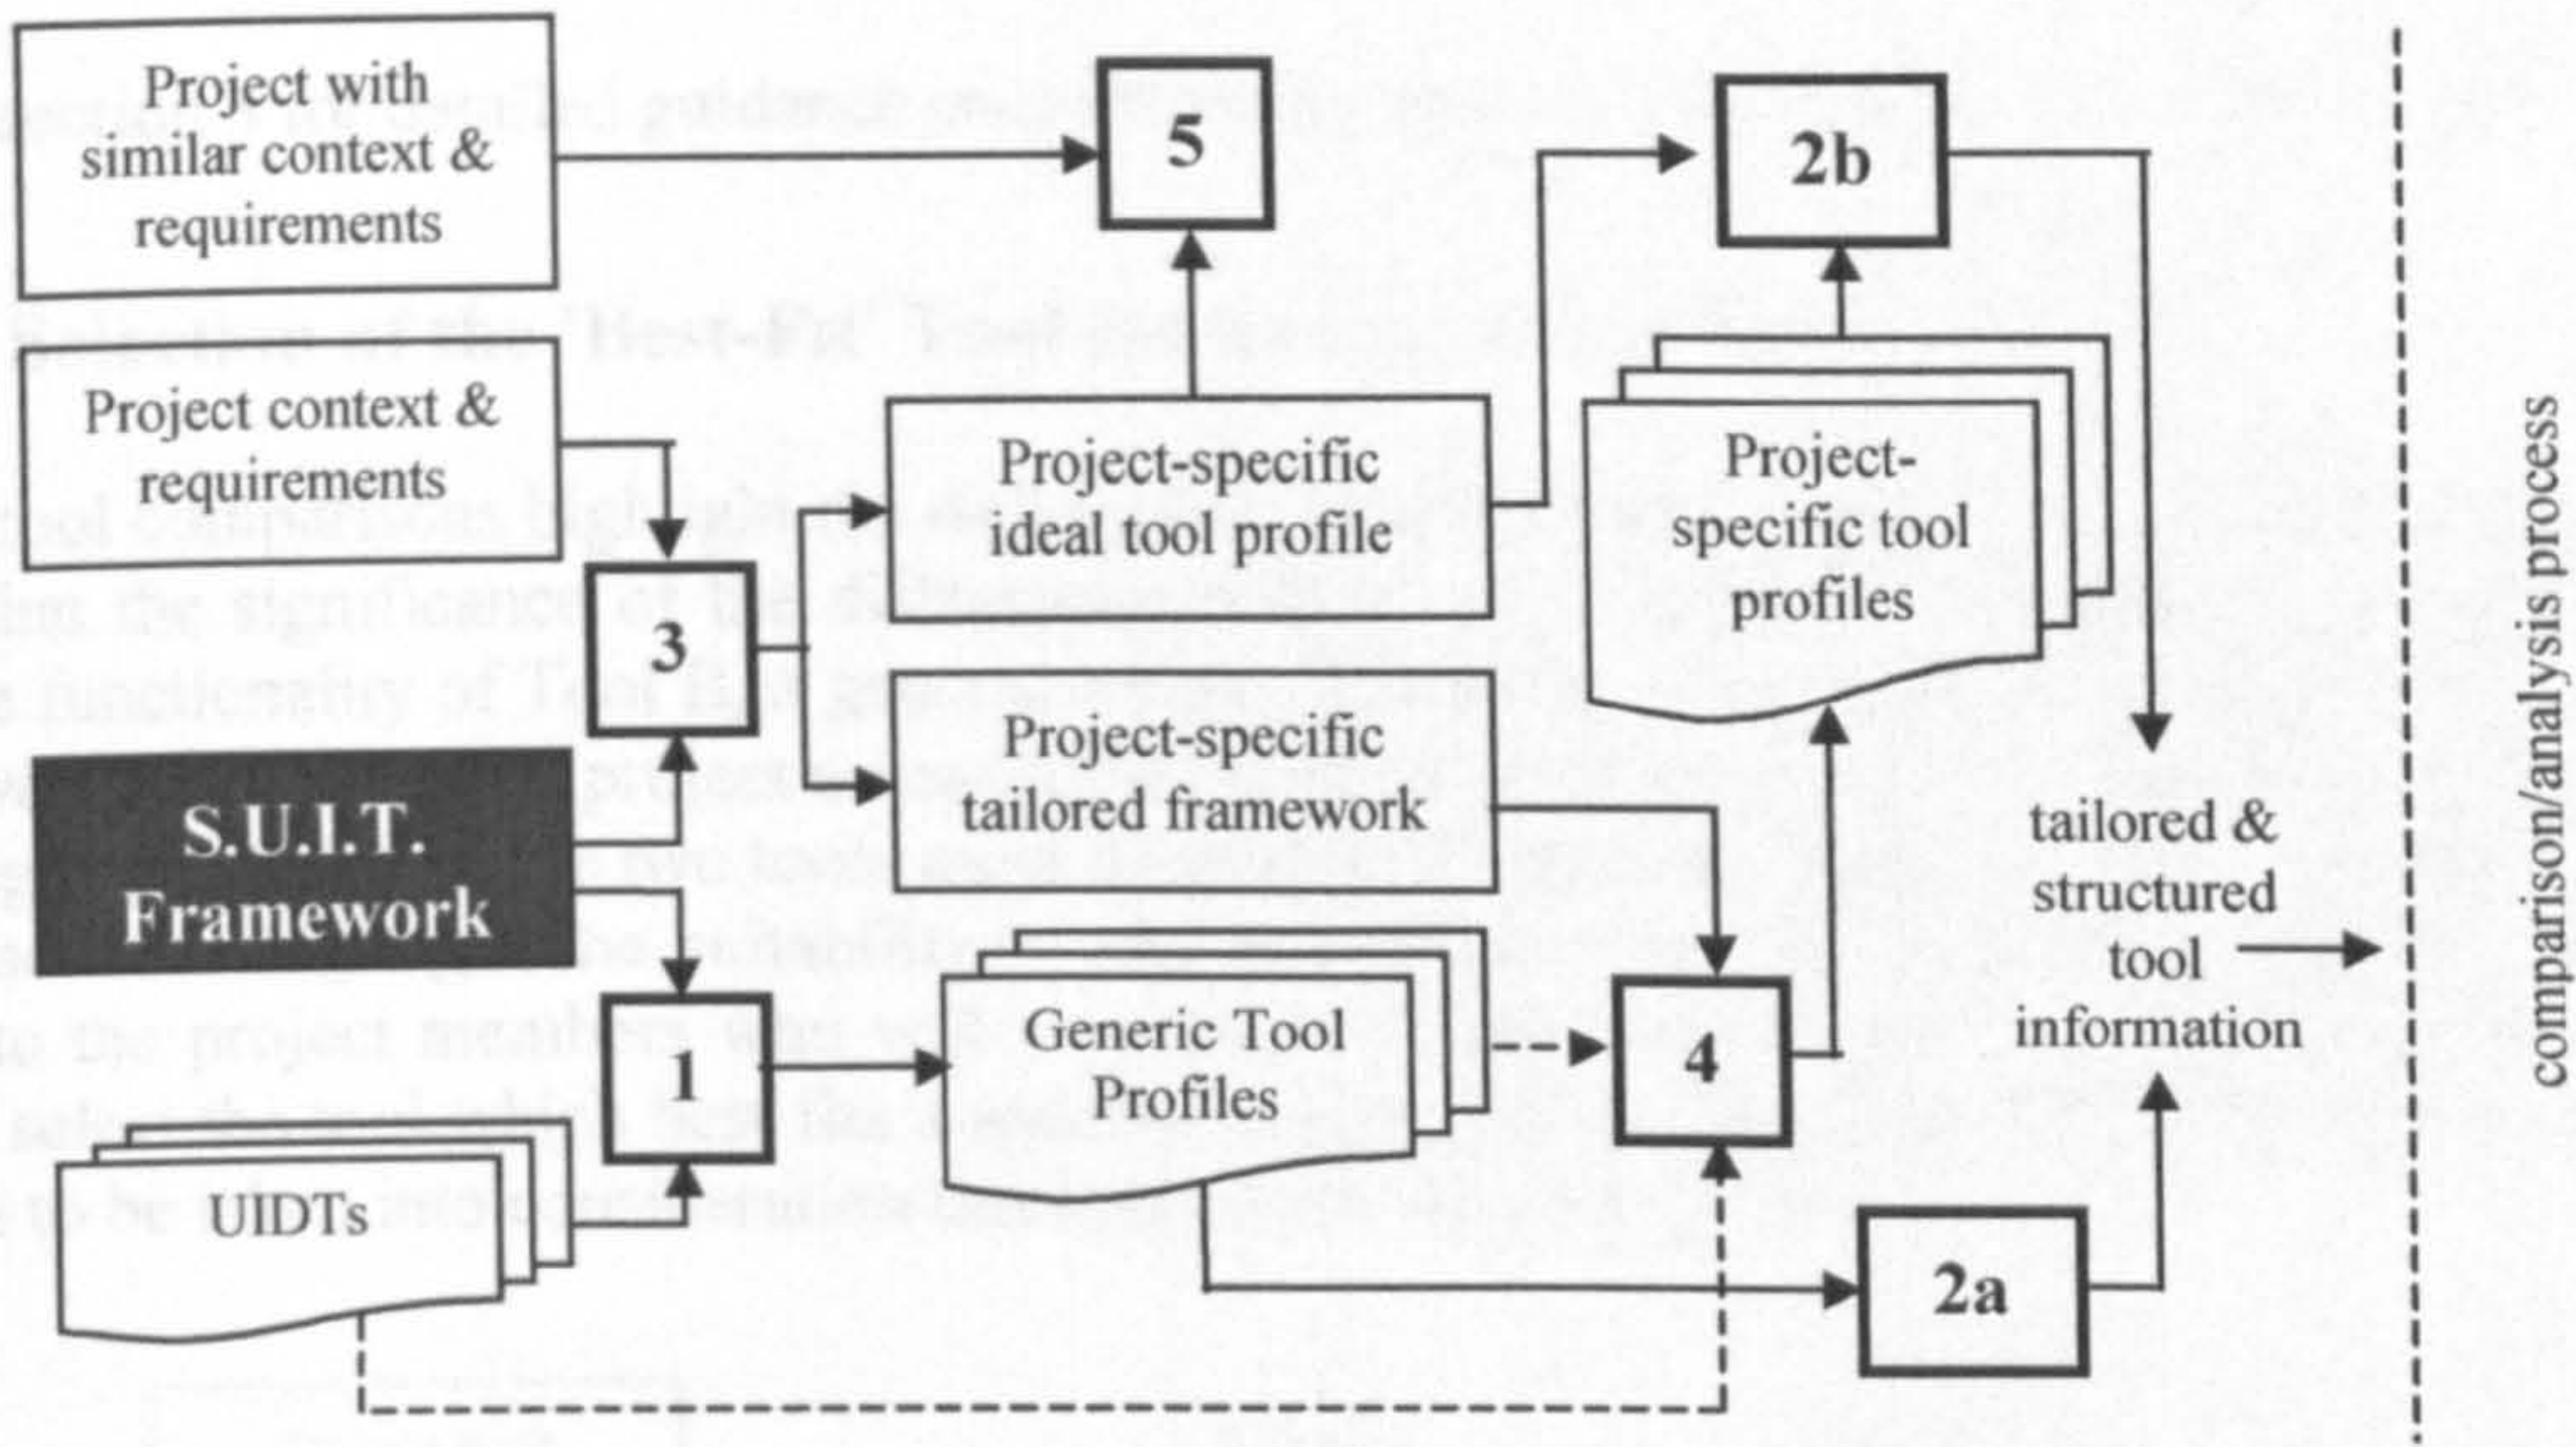 Project with
similar context &
requirements
5
2b
Project context &
requirements
3
Project-specific
ideal tool profile
Project-
specific tool
profiles
Project-specific
tailored framework
S.U.I.T.
Framework
1
Generic Tool
Profiles
4
tailored &
structured
tool
information
UIDTs
2a
comparison/analysis process